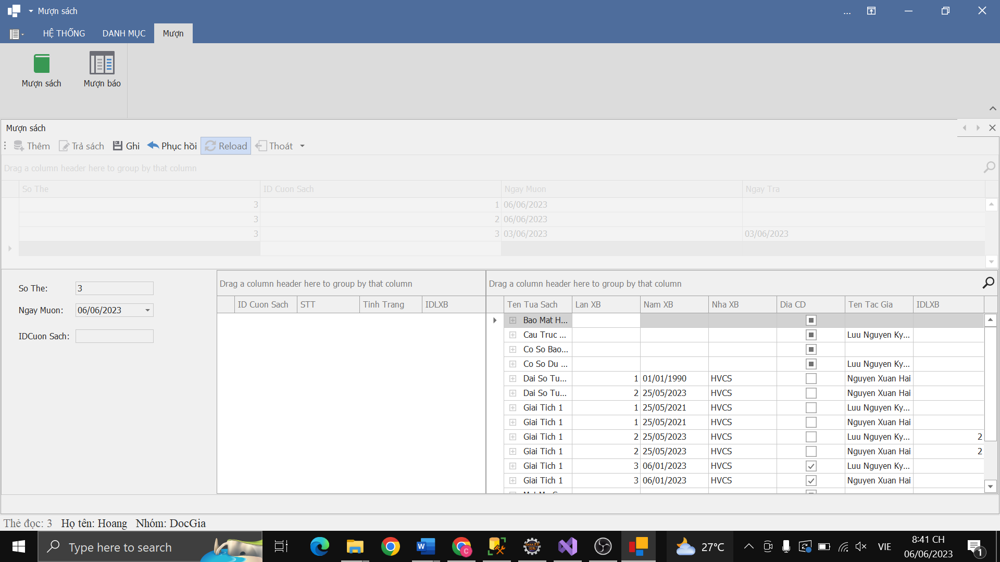 Mượn sách
...
HỆ THỐNG DANH MỤC Mượn
Mượn sách Mượn báo
Mượn sách
Thêm Trả sách Ghi Phục hồi Reload Thoát
Drag a column header here to group by that column
So The ID Cuon Sach Ngay Muon Ngay Tra
3 1 06/06/2023
3 2 06/06/2023
3 3 03/06/2023 03/06/2023
So The: 3
Ngay Muon: 06/06/2023
IDCuon Sach:
Drag a column header here to group by that column
ID Cuon Sach STT Tinh Trang IDLXB
Drag a column header here to group by that column
Ten Tua Sach Lan XB Nam XB Nha XB Dia CD Ten Tac Gia IDLXB
Bao Mat H...
Cau Truc ... Luu Nguyen Ky...
Co So Bao...
Co So Du ... Luu Nguyen Ky...
Dai So Tu... 1 01/01/1990 HVCS Nguyen Xuan Hai
Dai So Tu... 2 25/05/2023 HVCS Nguyen Xuan Hai
Giai Tich 1 1 25/05/2021 HVCS Luu Nguyen Ky...
Giai Tich 1 1 25/05/2021 HVCS Nguyen Xuan Hai
Giai Tich 1 2 25/05/2023 HVCS Luu Nguyen Ky... 2
Giai Tich 1 2 25/05/2023 HVCS Nguyen Xuan Hai 2
Giai Tich 1 3 06/01/2023 HVCS Luu Nguyen Ky...
Giai Tich 1 3 06/01/2023 HVCS Nguyen Xuan Hai
Thẻ đọc: 3 Họ tên: Hoang Nhóm: DocGia
Type here to search
27°C
VIE
8:41 CH
06/06/2023
1